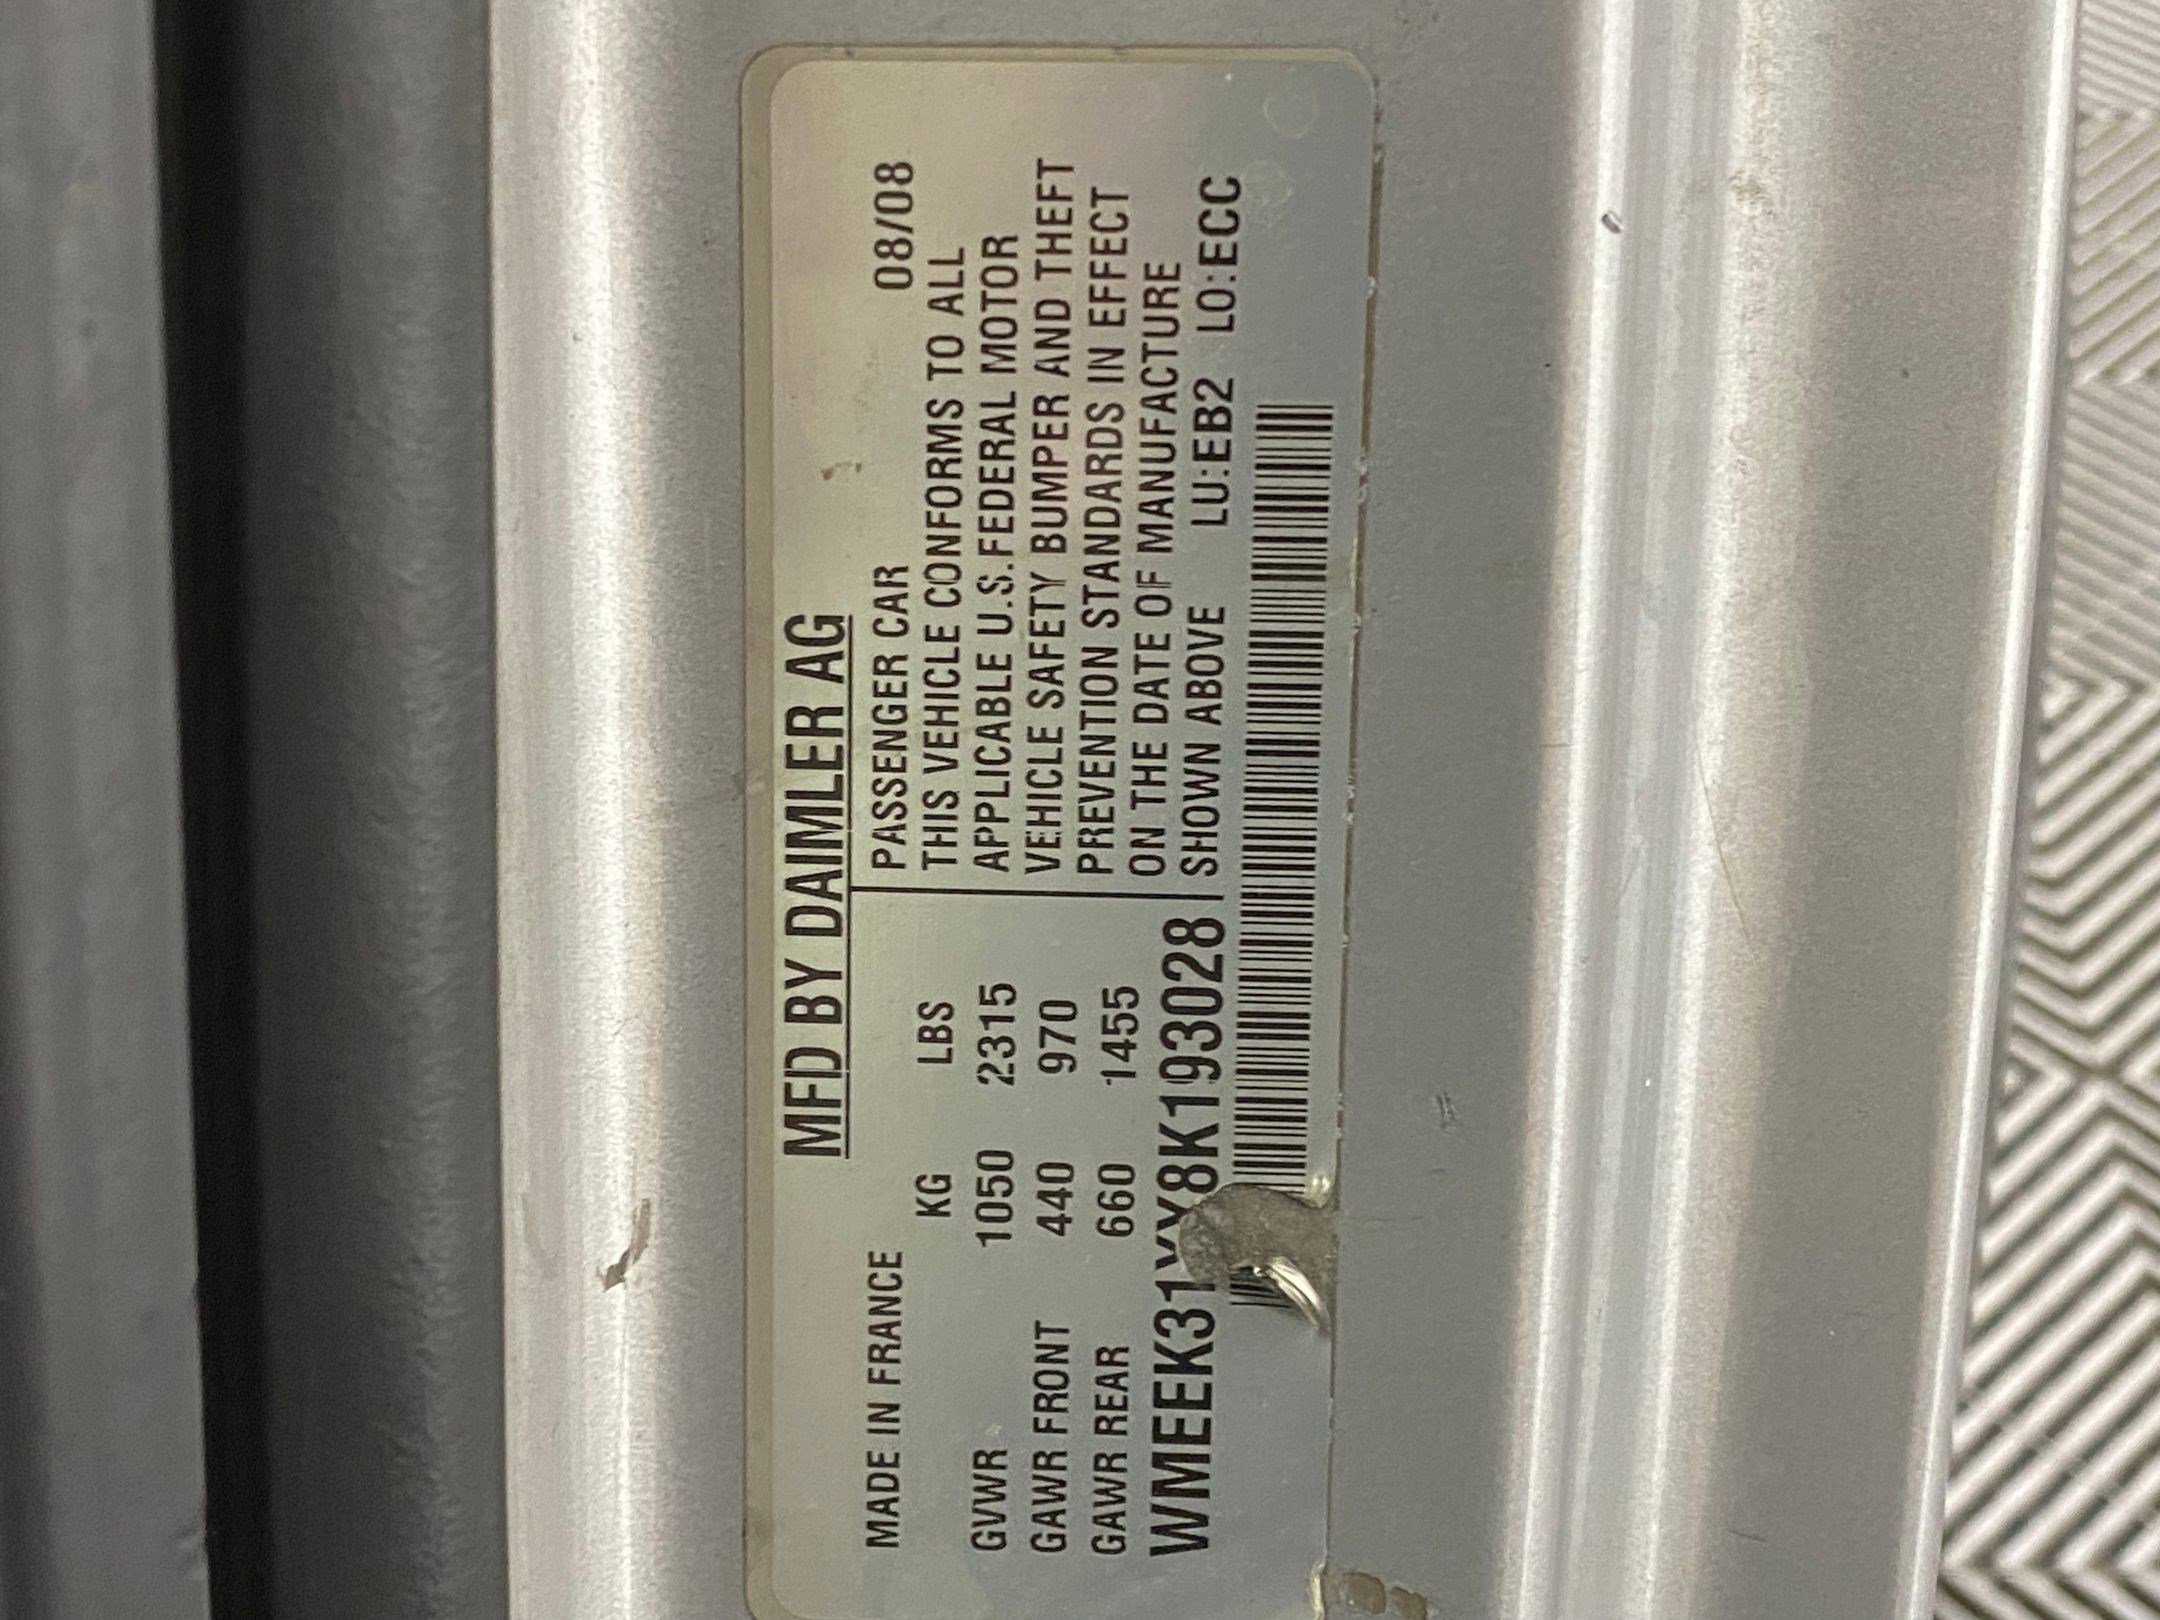 MFD BY DAIMLER AG
MADE IN FRANCE
KG LBS
GVWR 1050 2315
GAWR FRONT 440 970
GAWR REAR 660 1455
WMEEK31XX8K193028
PASSENGER CAR 08/08
THIS VEHICLE CONFORMS TO ALL
APPLICABLE U.S. FEDERAL MOTOR
VEHICLE SAFETY BUMPER AND THEFT
PREVENTION STANDARDS IN EFFECT
ON THE DATE OF MANUFACTURE
SHOWN ABOVE LU:EB2 LO:ECC